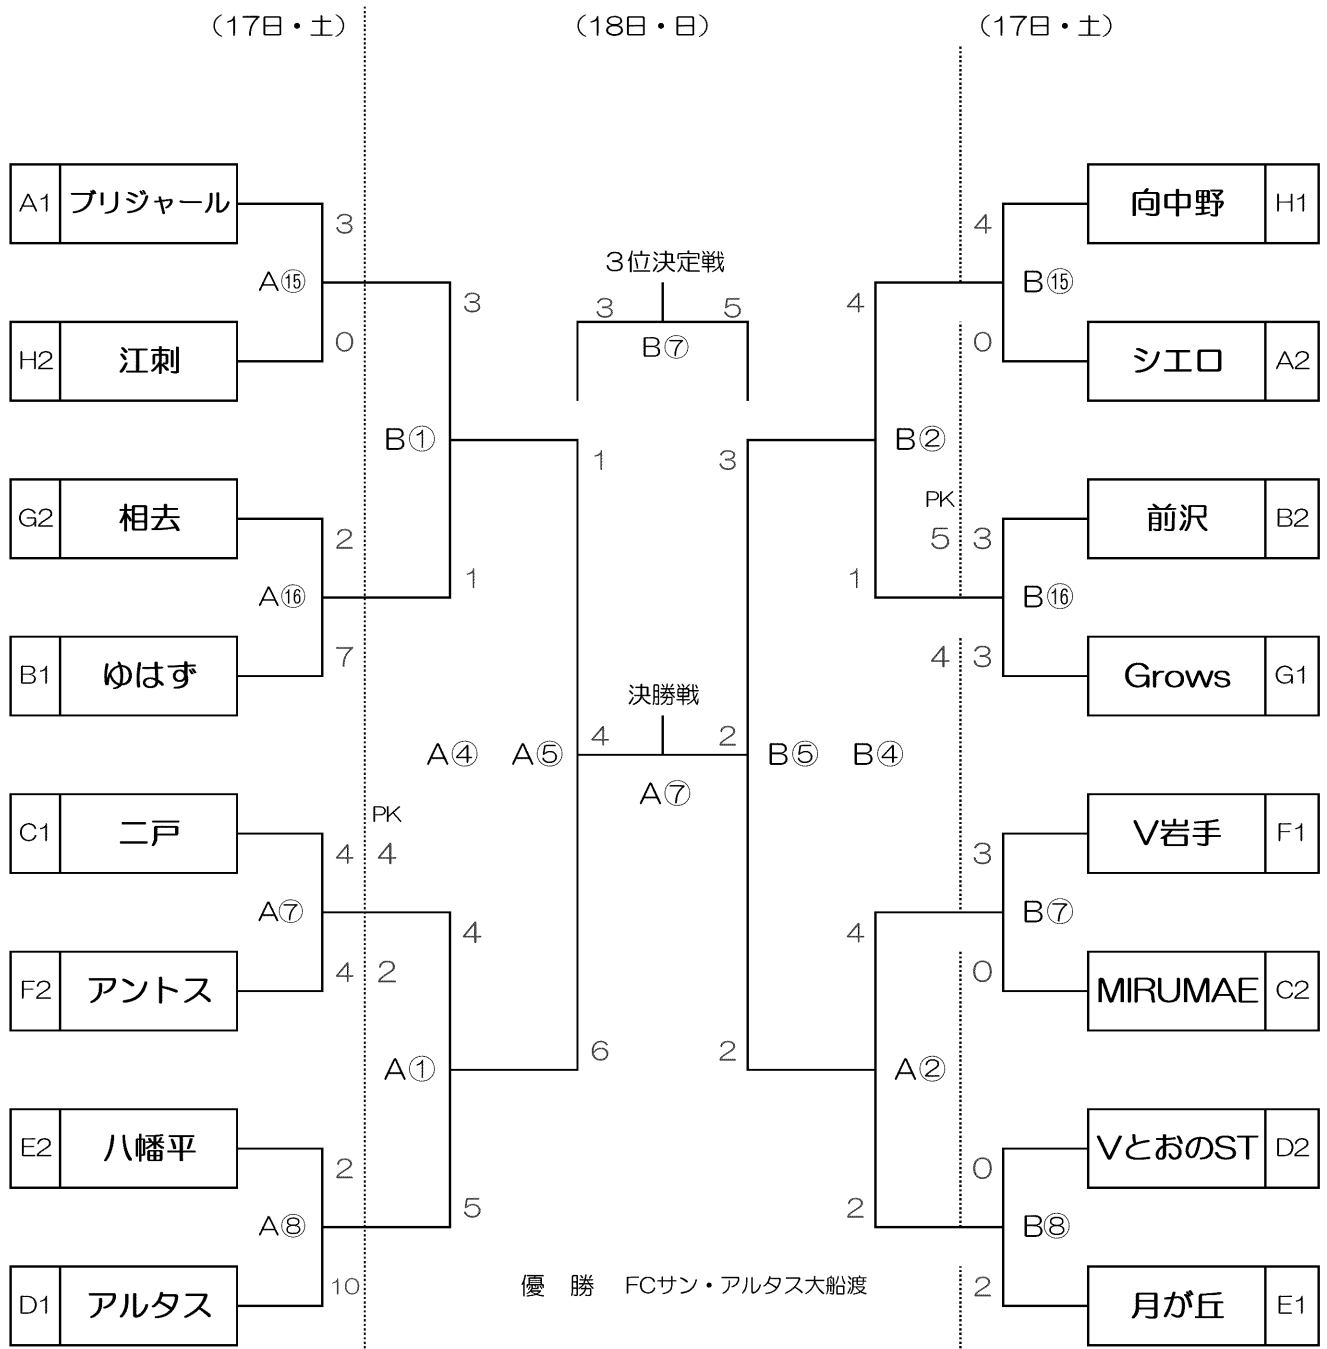 （17日・土）
（18日・日）
（17日・土）
A1 ブリジャール
3
A⑮
H2 江刺
0
3
B①
G2 相去
2
A⑯
1
B1 ゆはず
7
C1 二戸
4
PK
4
A⑦
F2 アントス
4
2
4
A①
E2 八幡平
2
A⑧
5
D1 アルタス
10
3位決定戦
3
5
B⑦
1
3
決勝戦
A④
A⑤
4
2
B⑤
B④
A⑦
6
2
優　勝　FCサン・アルタス大船渡
向中野 H1
4
B⑮
シエロ A2
0
4
B②
PK
5
3
前沢 B2
B⑯
1
4
3
Grows G1
V岩手 F1
3
B⑦
MIRUMAE C2
0
4
A②
VとおのST D2
0
B⑧
2
月が丘 E1
2